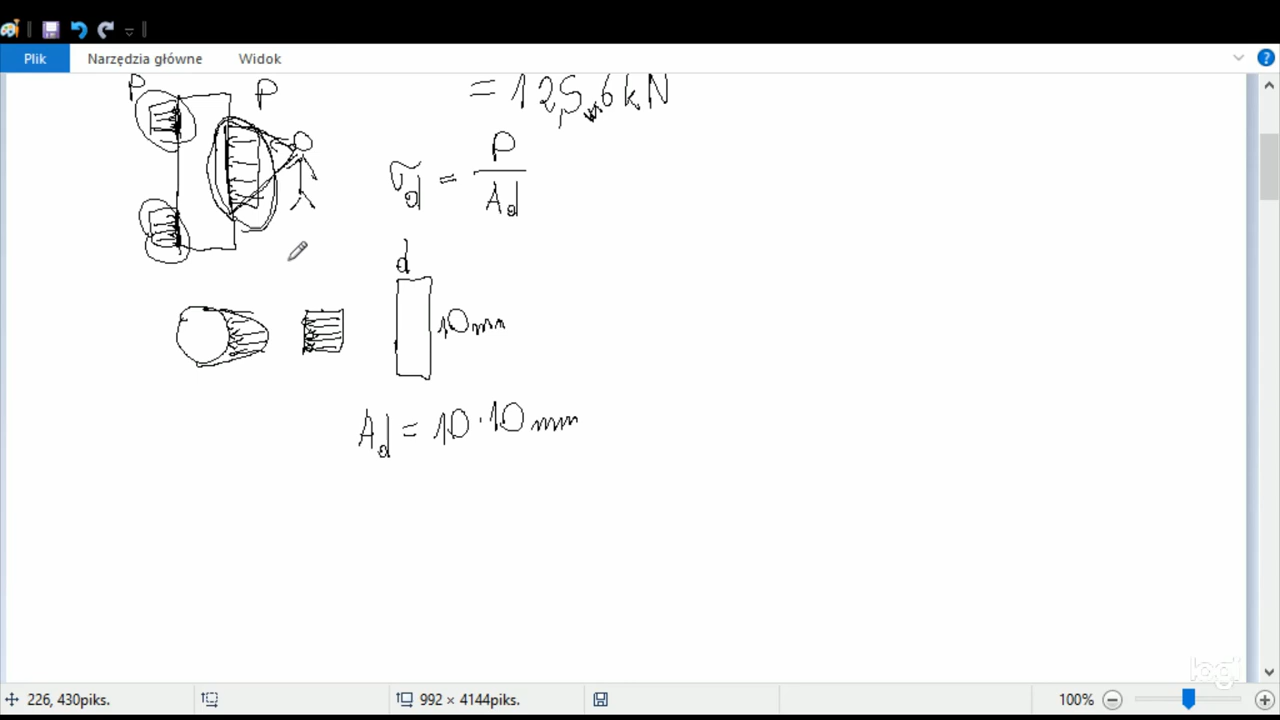 Plik Narzędzia główne Widok
P P
= 125,6 kN
σd = P / Ad
d
10mm
Ad = 10 · 10 mm
logi
226, 430piks. 992 × 4144piks. 100%